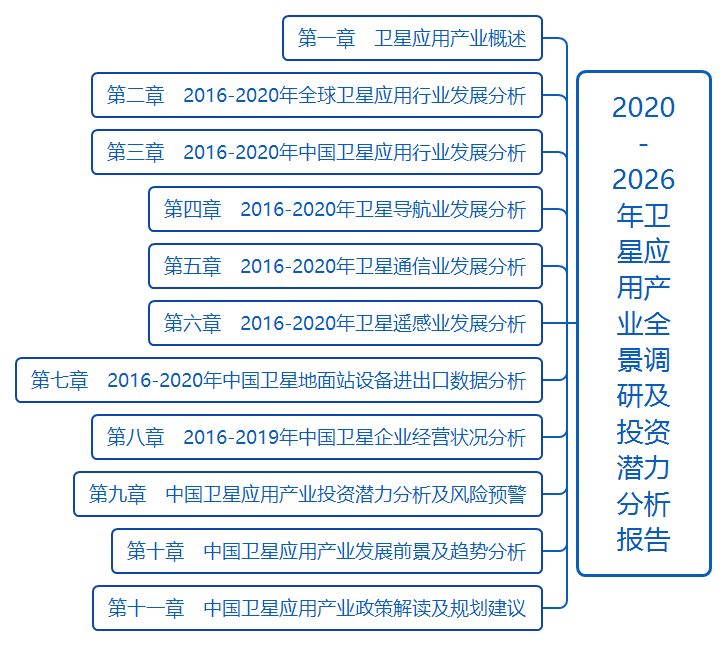 第一章　卫星应用产业概述
第二章　2016-2020年全球卫星应用行业发展分析
第三章　2016-2020年中国卫星应用行业发展分析
第四章　2016-2020年卫星导航业发展分析
第五章　2016-2020年卫星通信业发展分析
第六章　2016-2020年卫星遥感业发展分析
第七章　2016-2020年中国卫星地面站设备进出口数据分析
第八章　2016-2019年中国卫星企业经营状况分析
第九章　中国卫星应用产业投资潜力分析及风险预警
第十章　中国卫星应用产业发展前景及趋势分析
第十一章　中国卫星应用产业政策解读及规划建议
2020
-
2026
年卫
星应
用产
业全
景调
研及
投资
潜力
分析
报告